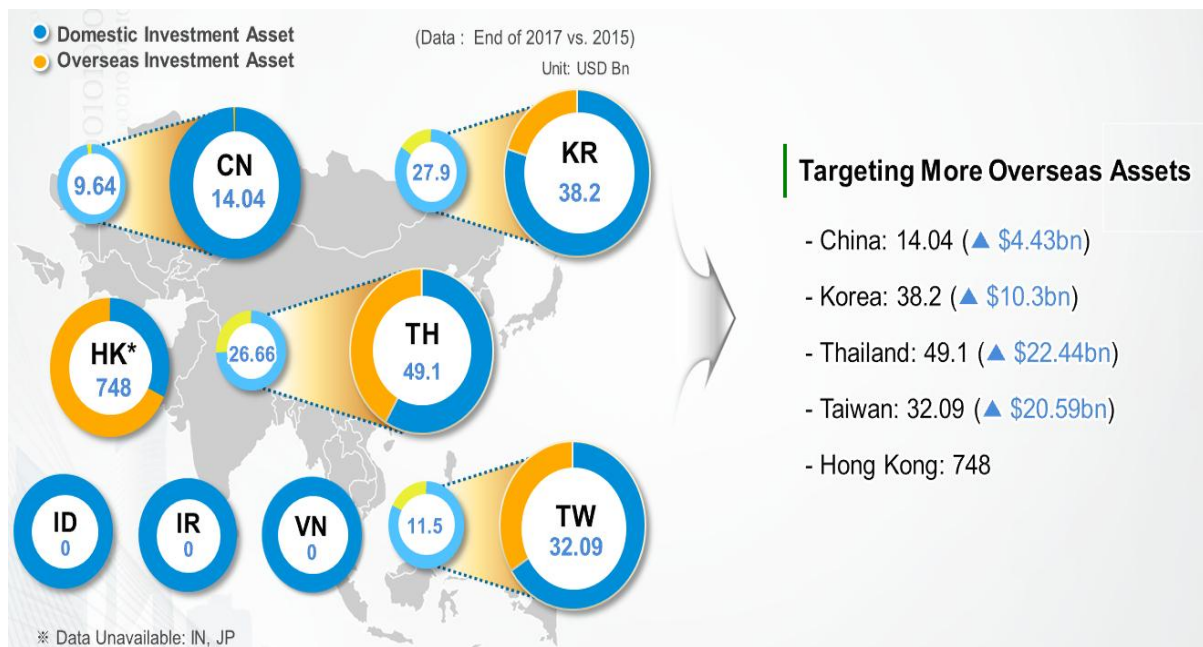 Domestic Investment Asset
Overseas Investment Asset
(Data : End of 2017 vs. 2015)
Unit: USD Bn
9.64
CN
14.04
27.9
KR
38.2
HK*
748
26.66
TH
49.1
ID
0
IR
0
VN
0
11.5
TW
32.09
※ Data Unavailable: IN, JP
Targeting More Overseas Assets
- China: 14.04 (▲ $4.43bn)
- Korea: 38.2 (▲ $10.3bn)
- Thailand: 49.1 (▲ $22.44bn)
- Taiwan: 32.09 (▲ $20.59bn)
- Hong Kong: 748